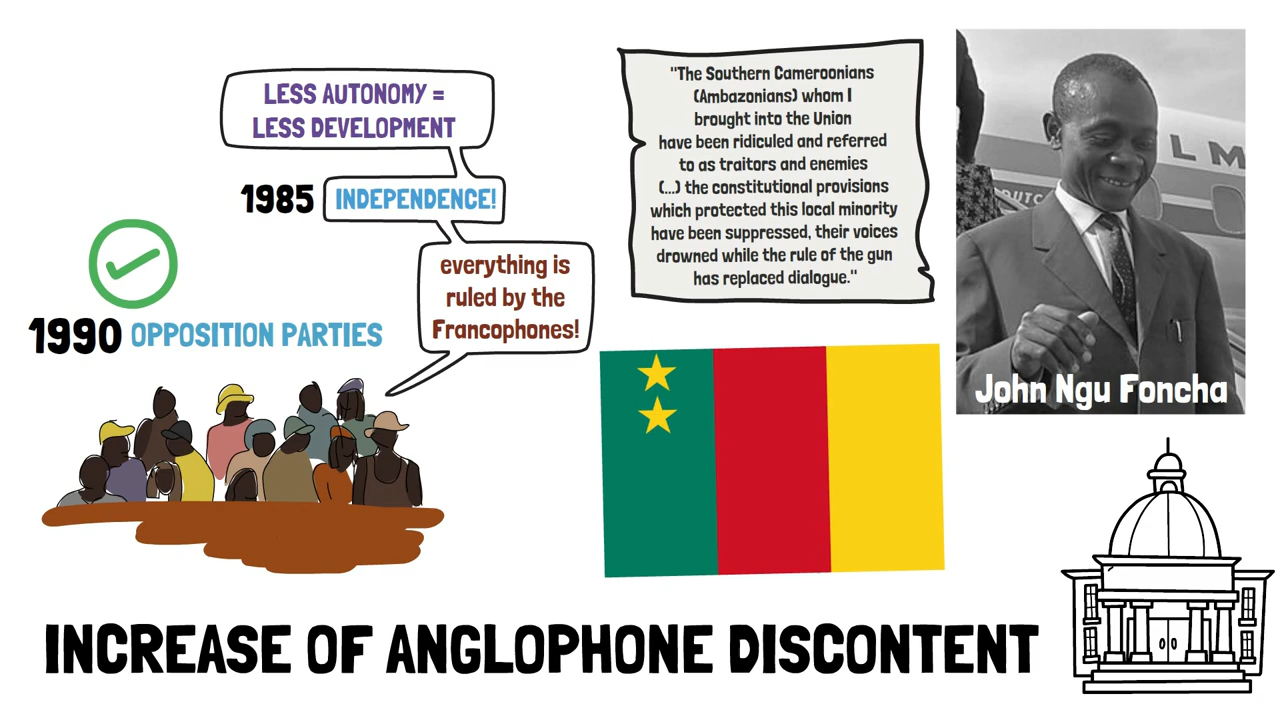 LESS AUTONOMY =
LESS DEVELOPMENT
1985 INDEPENDENCE!
everything is
ruled by the
Francophones!
1990 OPPOSITION PARTIES
"The Southern Cameroonians
(Ambazonians) whom I
brought into the Union
have been ridiculed and referred
to as traitors and enemies
(...) the constitutional provisions
which protected this local minority
have been suppressed, their voices
drowned while the rule of the gun
has replaced dialogue."
L M
DUTC
John Ngu Foncha
INCREASE OF ANGLOPHONE DISCONTENT